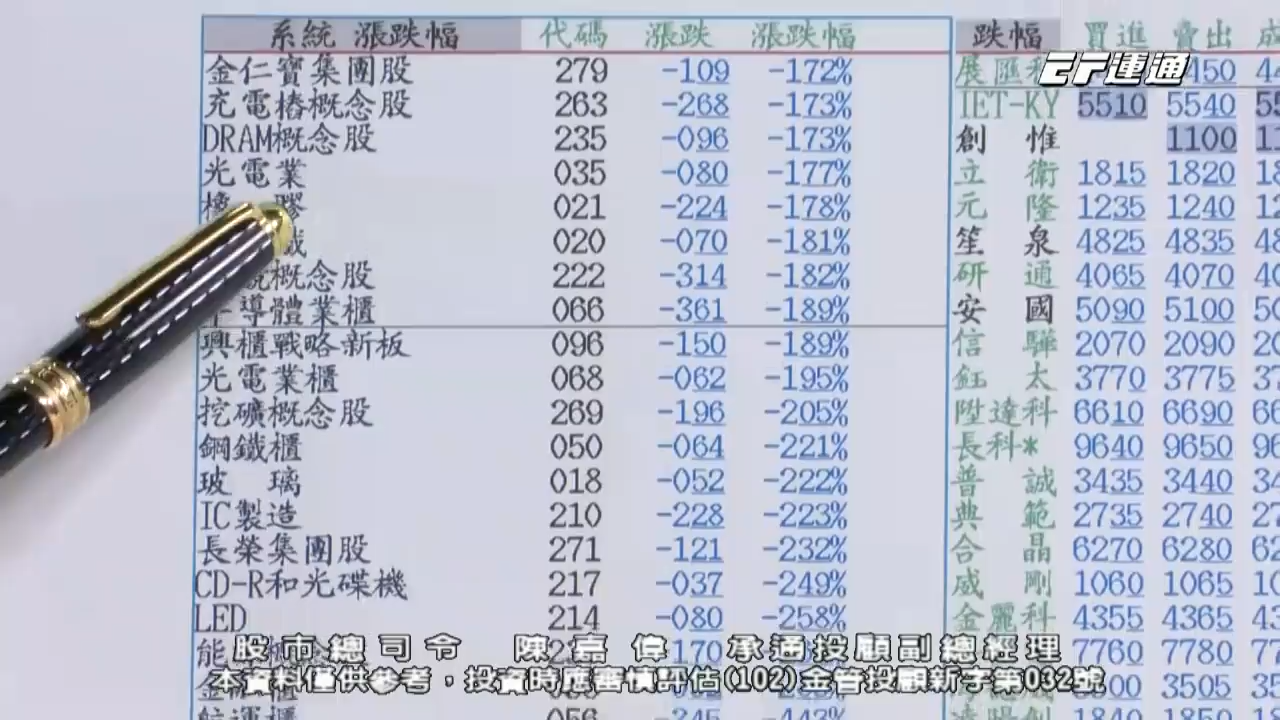 系統 漲跌幅 代碼 漲跌 漲跌幅 跌幅 買進 賣出
EF運通
金仁寶集團股 279 -109 -172% 450
充電樁概念股 263 -268 -173% IET-KY 5510 5540
DRAM概念股 235 -096 -173% 創惟 1100
光電業 035 -080 -177% 立衛 1815 1820
021 -224 -178% 元隆 1235 1240
020 -070 -181% 笙泉 4825 4835
概念股 222 -314 -182% 研通 4065 4070
半導體業櫃 066 -361 -189% 安國 5090 5100
興櫃戰略新板 096 -150 -189% 信驊 2070 2090
光電業櫃 068 -062 -195% 鈺太 3770 3775
挖礦概念股 269 -196 -205% 陞達科 6610 6690
鋼鐵櫃 050 -064 -221% 長科* 9640 9650
玻璃 018 -052 -222% 普誠 3435 3440
IC製造 210 -228 -223% 典範 2735 2740
長榮集團股 271 -121 -232% 合晶 6270 6280
CD-R和光碟機 217 -037 -249% 威剛 1060 1065
LED 214 -080 -258% 金麗科 4355 4365
股市總司令 陳嘉偉 承通投顧副總經理
7760 7780
本資料僅供參考，投資時應審慎評估(102)金管投顧新字第032號
3505
航運櫃 056 -345 -443% 1840 1850